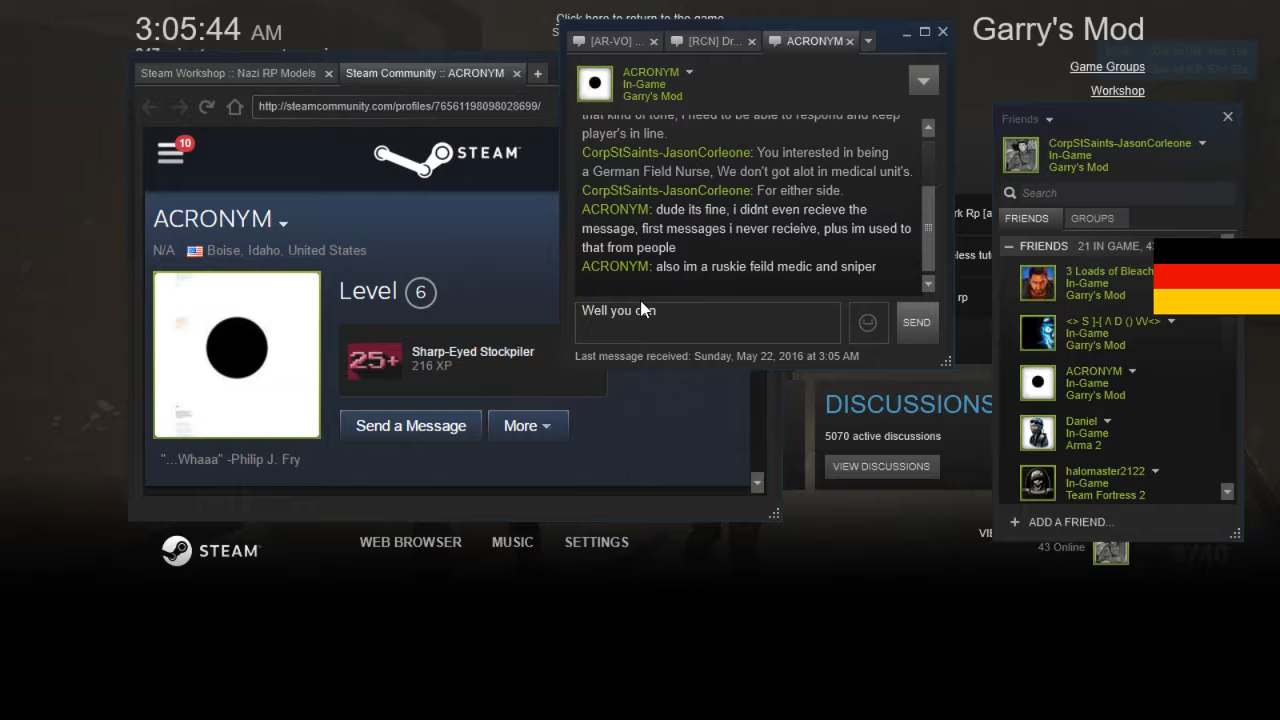 3:05:44 AM
Click here to return to the game
Garry's Mod
Game Groups
Workshop
Steam Workshop :: Nazi RP Models
Steam Community :: ACRONYM
http://steamcommunity.com/profiles/76561198098028699/
10
STEAM
ACRONYM
N/A Boise, Idaho, United States
Level 6
25+ Sharp-Eyed Stockpiler
216 XP
Send a Message
More
"...Whaaa" -Philip J. Fry
[AR-VO] ...
[RCN] Dr...
ACRONYM
ACRONYM
In-Game
Garry's Mod
that kind of tone, i need to be able to respond and keep
player's in line.
CorpStSaints-JasonCorleone: You interested in being
a German Field Nurse, We don't got alot in medical unit's.
CorpStSaints-JasonCorleone: For either side.
ACRONYM: dude its fine, i didnt even recieve the
message, first messages i never recieive, plus im used to
that from people
ACRONYM: also im a ruskie feild medic and sniper
Well you can
SEND
Last message received: Sunday, May 22, 2016 at 3:05 AM
DISCUSSIONS
5070 active discussions
VIEW DISCUSSIONS
rk Rp [a
less tut
rp
VI
Friends
CorpStSaints-JasonCorleone
In-Game
Garry's Mod
Search
FRIENDS
GROUPS
FRIENDS 21 IN GAME, 4
3 Loads of Bleach
In-Game
Garry's Mod
<> S ]-[ /\ D () VV<>
In-Game
Garry's Mod
ACRONYM
In-Game
Garry's Mod
Daniel
In-Game
Arma 2
halomaster2122
In-Game
Team Fortress 2
+ ADD A FRIEND...
43 Online
STEAM
WEB BROWSER
MUSIC
SETTINGS